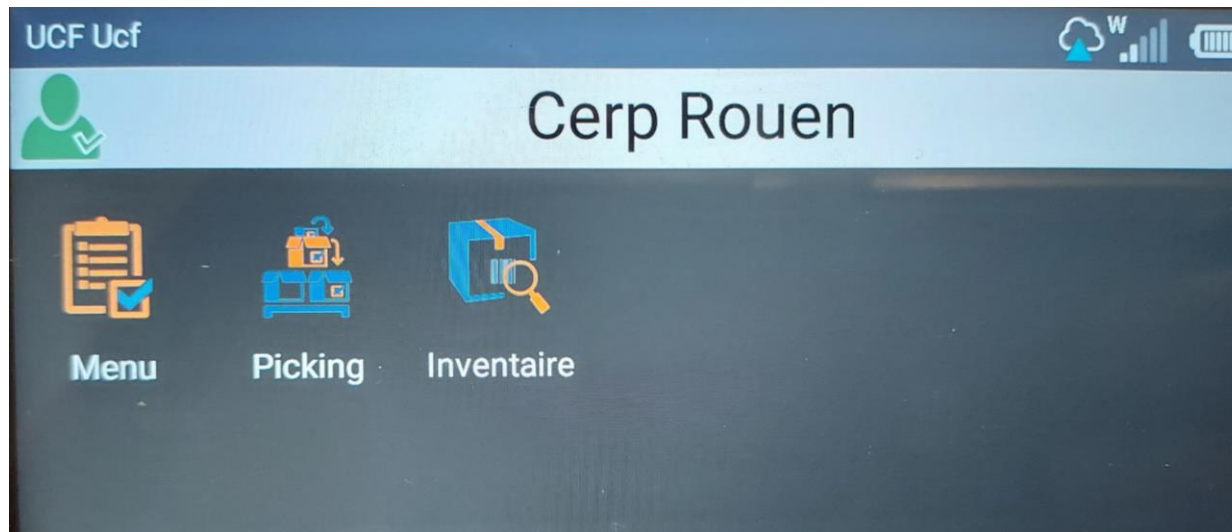 UCF Ucf
W
Cerp Rouen
Menu
Picking
Inventaire